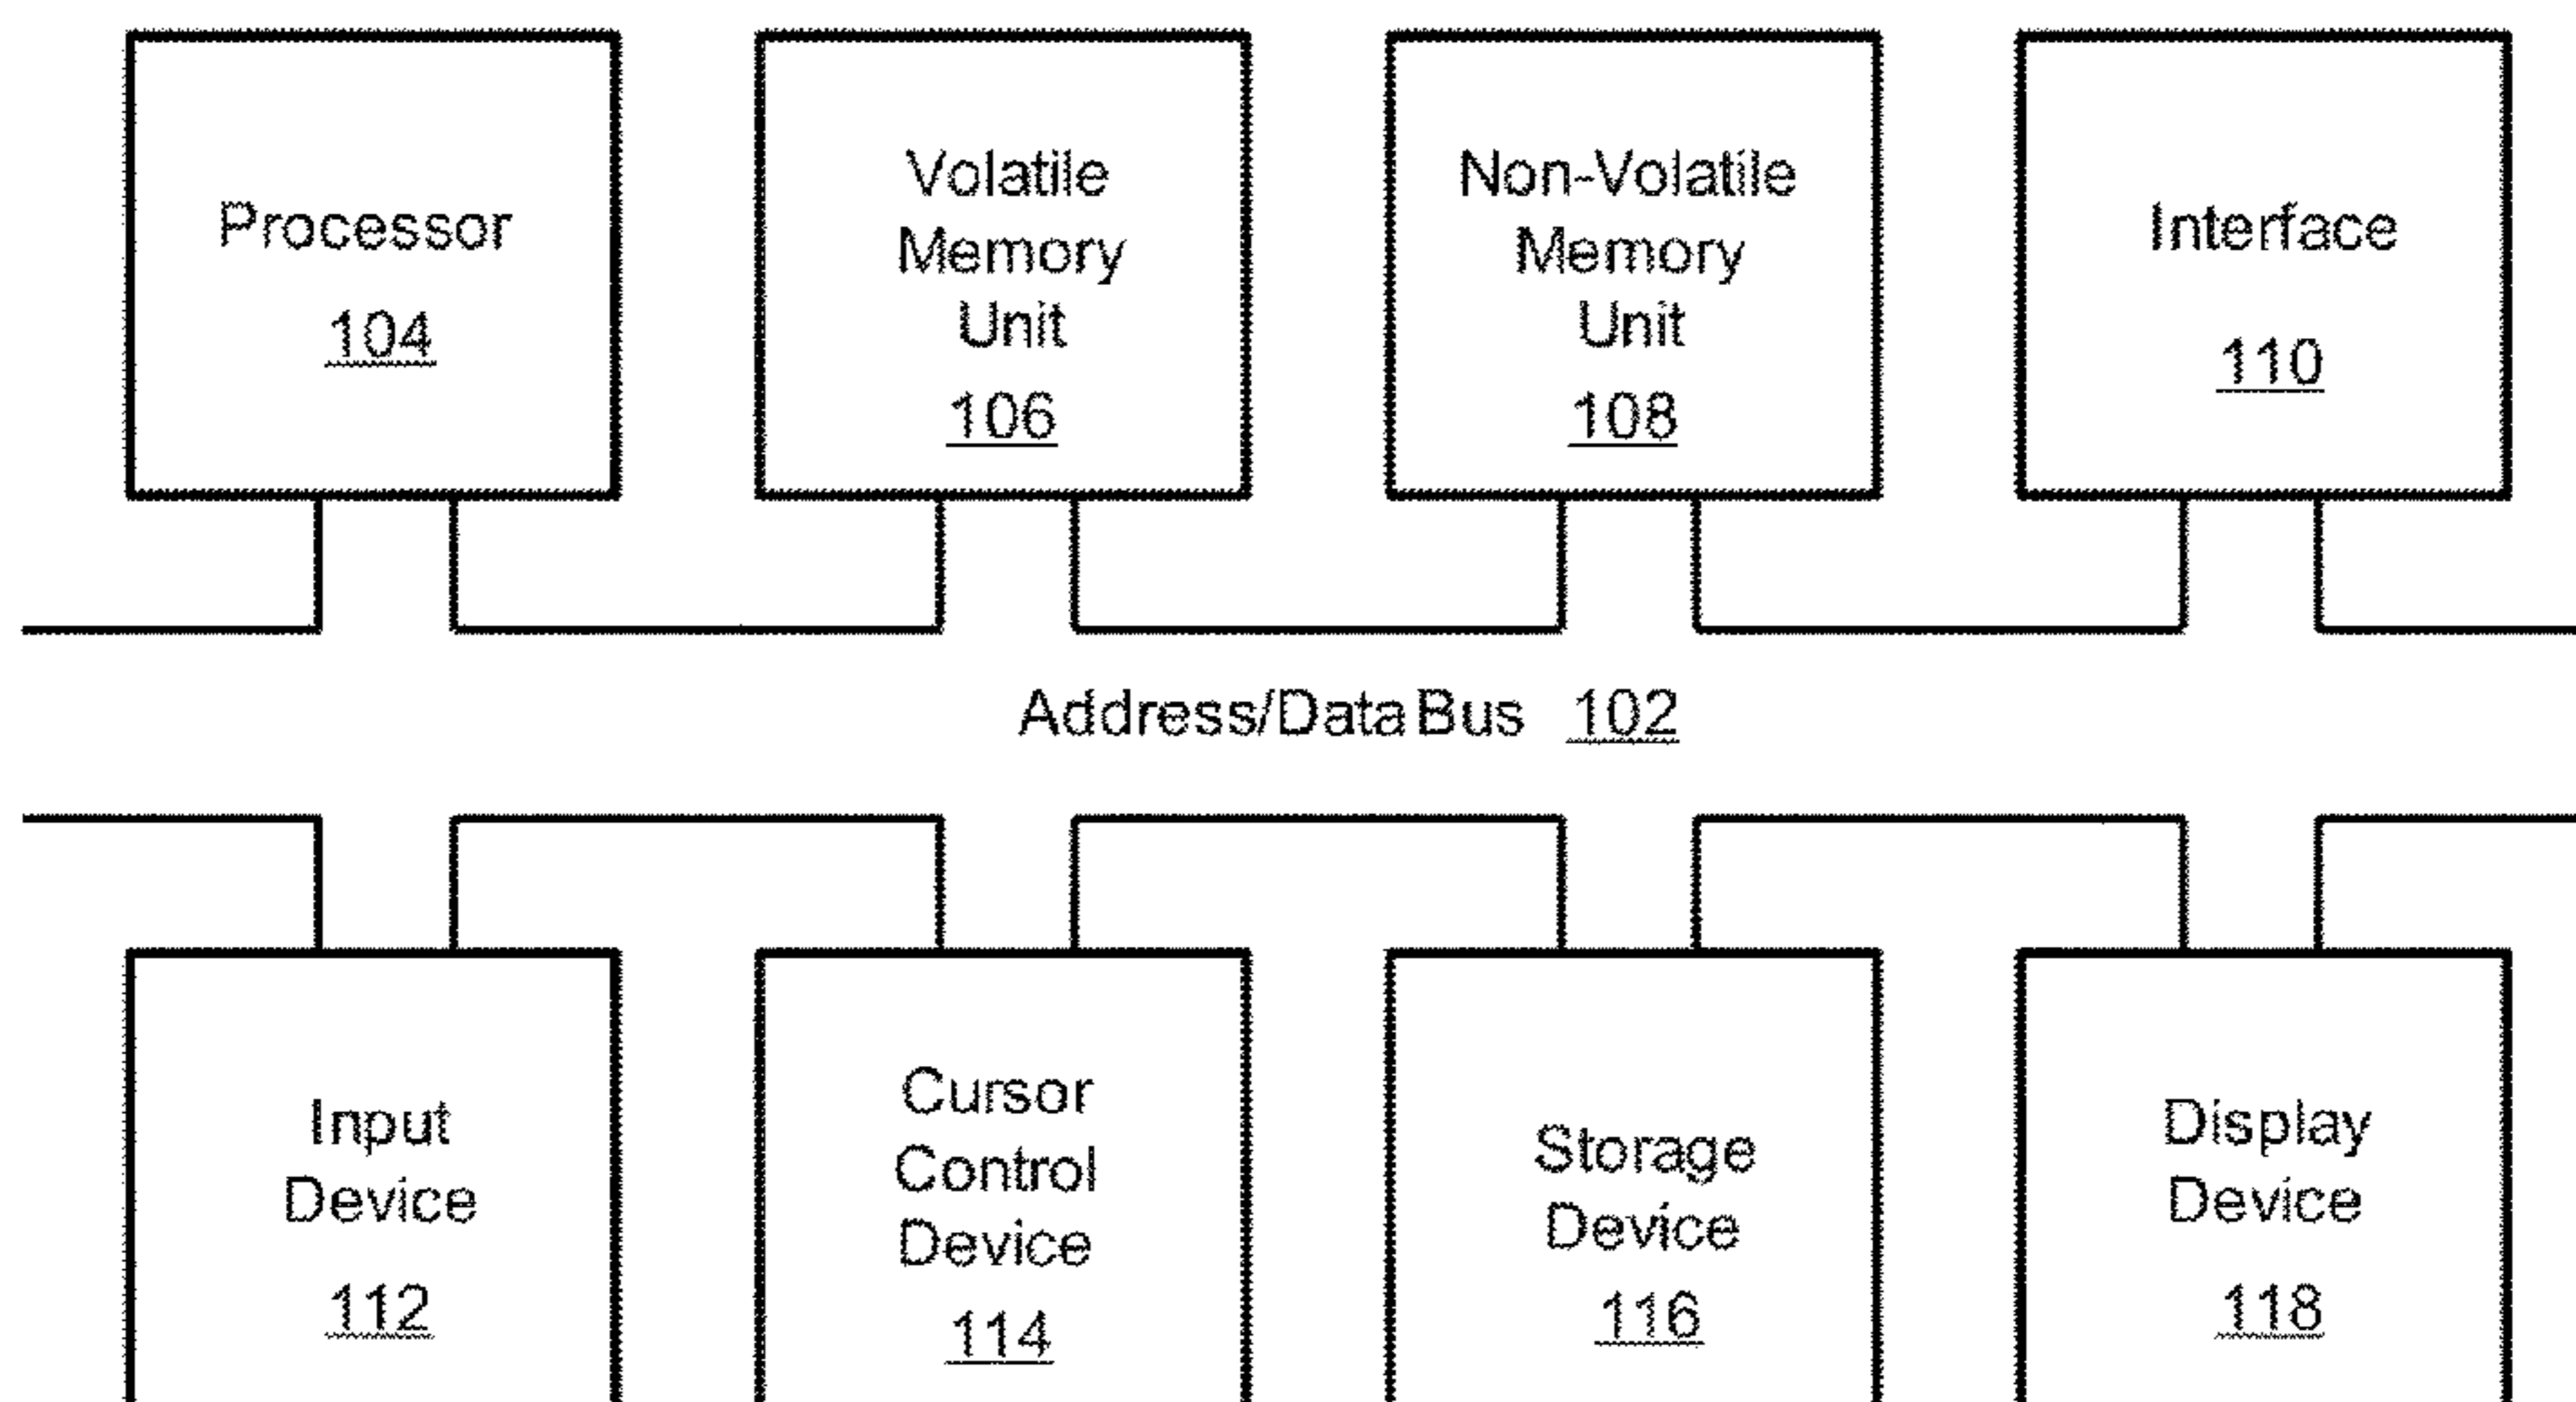 Processor
104
Volatile
Memory
Unit
106
Non-Volatile
Memory
Unit
108
Interface
110
Address/Data Bus 102
Input
Device
112
Cursor
Control
Device
114
Storage
Device
116
Display
Device
118